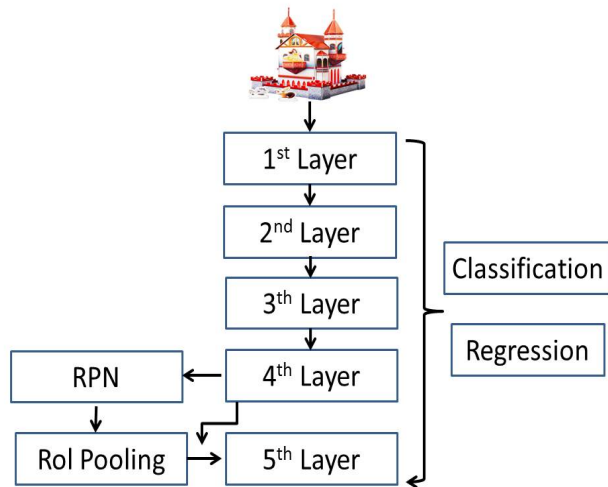 1st Layer
2nd Layer
3th Layer
4th Layer
5th Layer
RPN
RoI Pooling
Classification
Regression